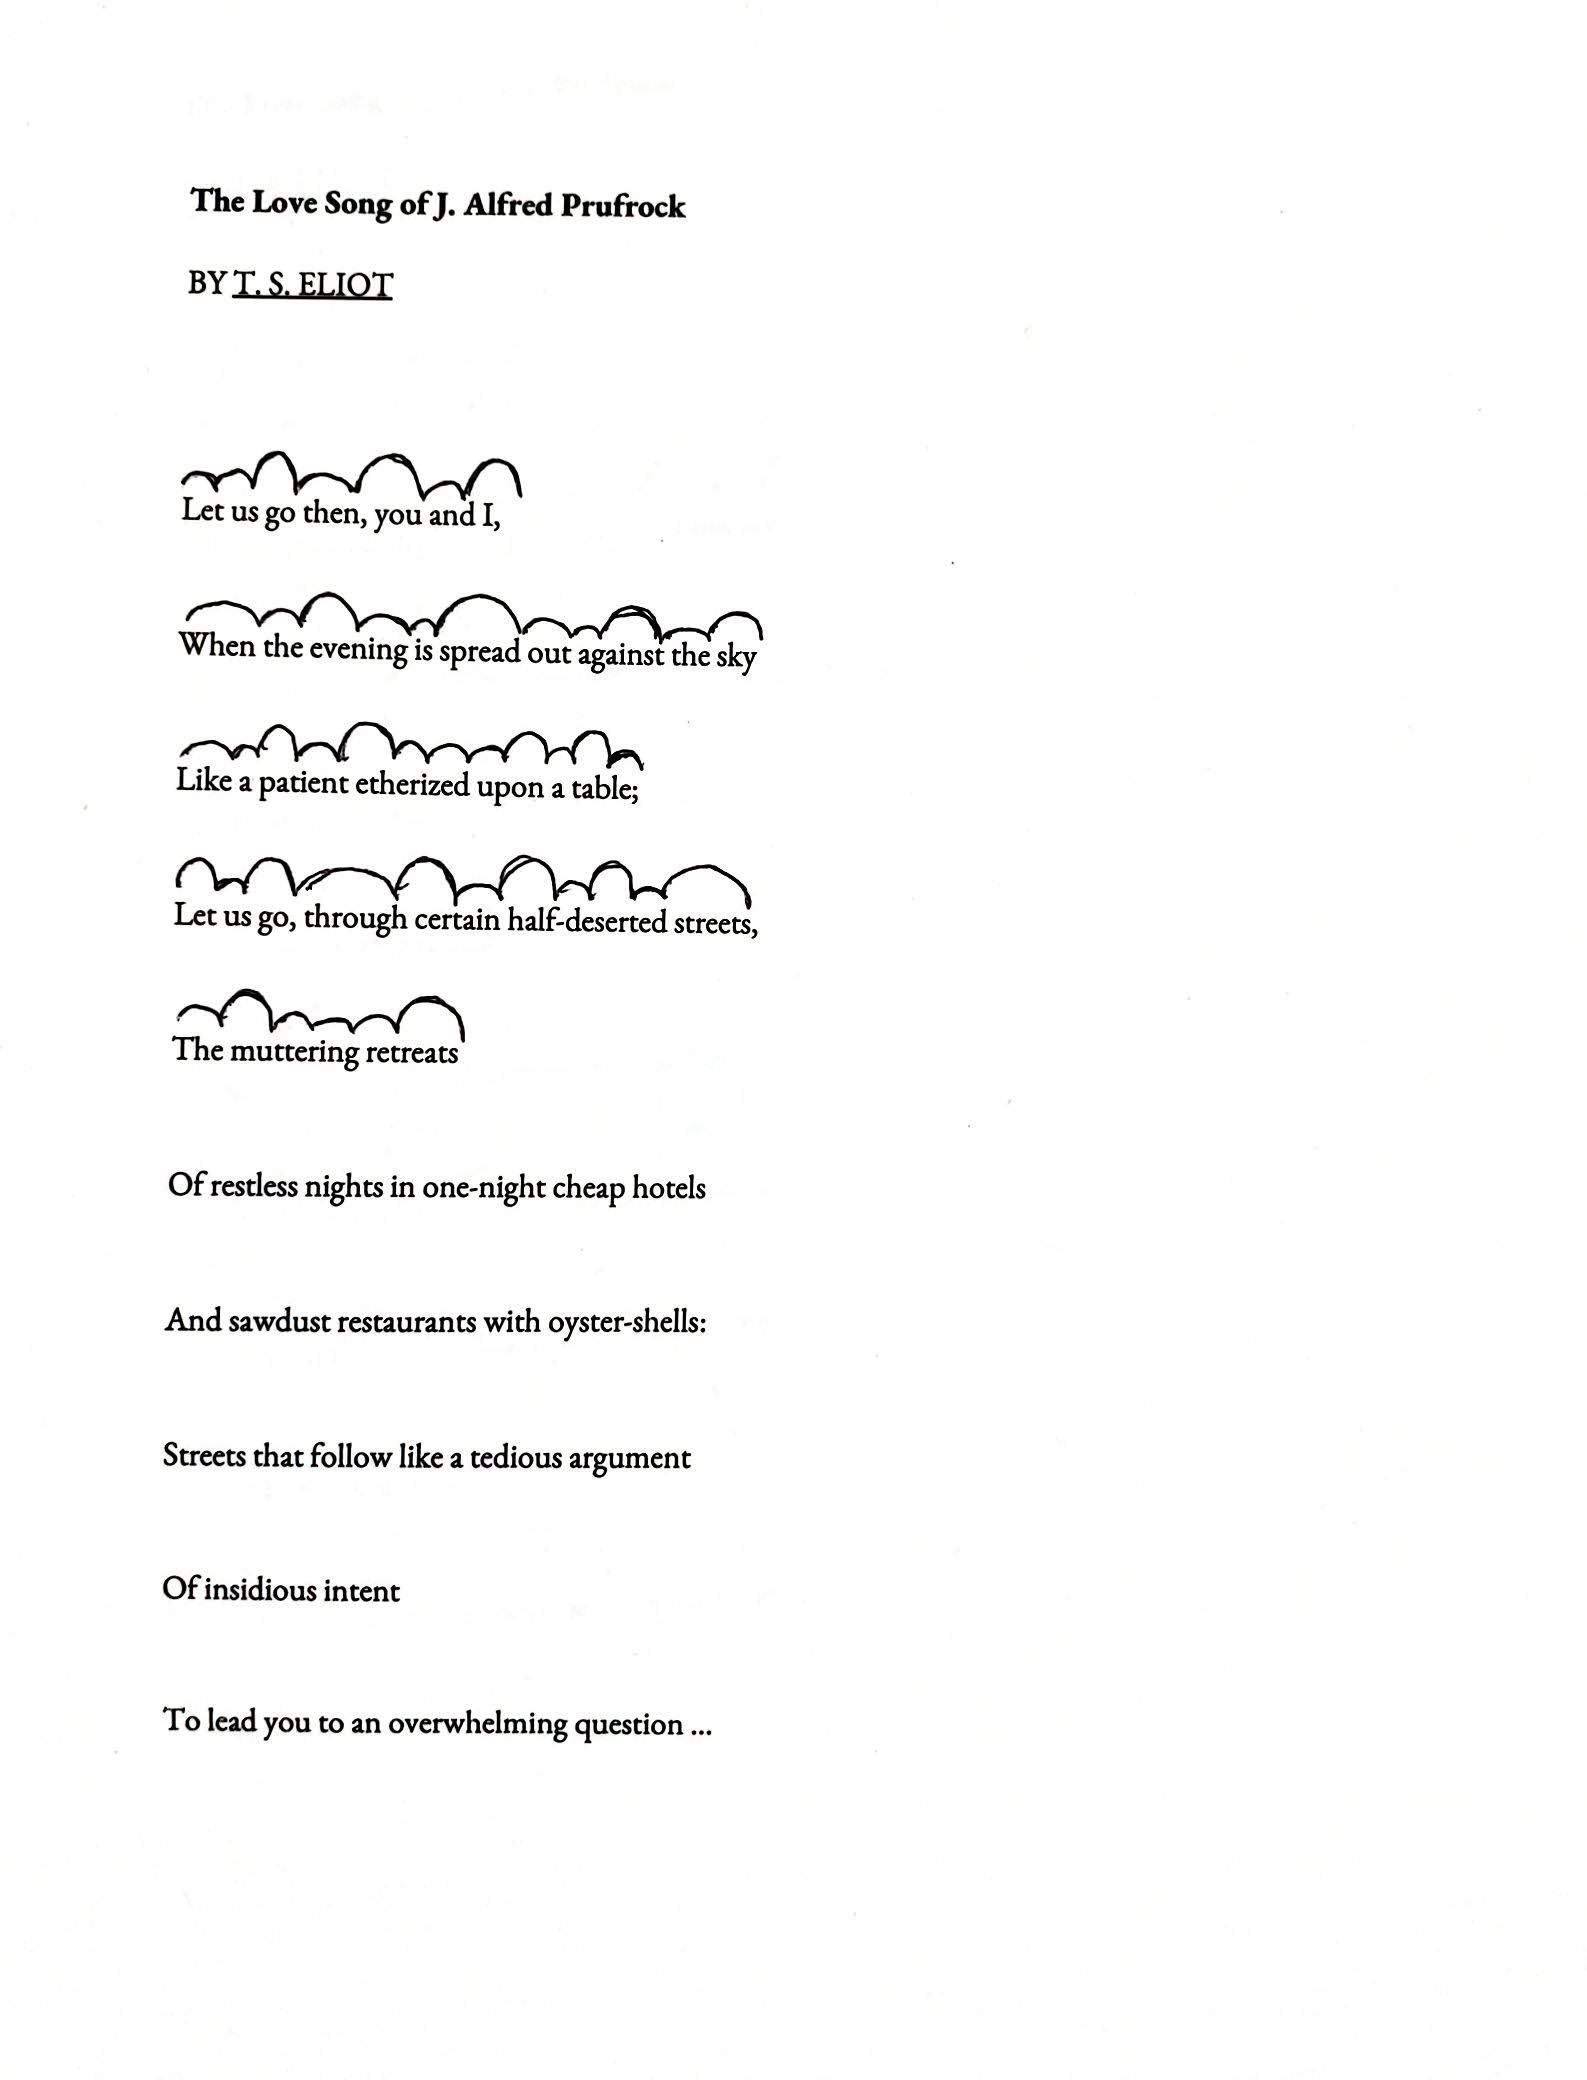 The Love Song of J. Alfred Prufrock
BY T. S. ELIOT
Let us go then, you and I,
When the evening is spread out against the sky
Like a patient etherized upon a table;
Let us go, through certain half-deserted streets,
The muttering retreats
Of restless nights in one-night cheap hotels
And sawdust restaurants with oyster-shells:
Streets that follow like a tedious argument
Of insidious intent
To lead you to an overwhelming question ...